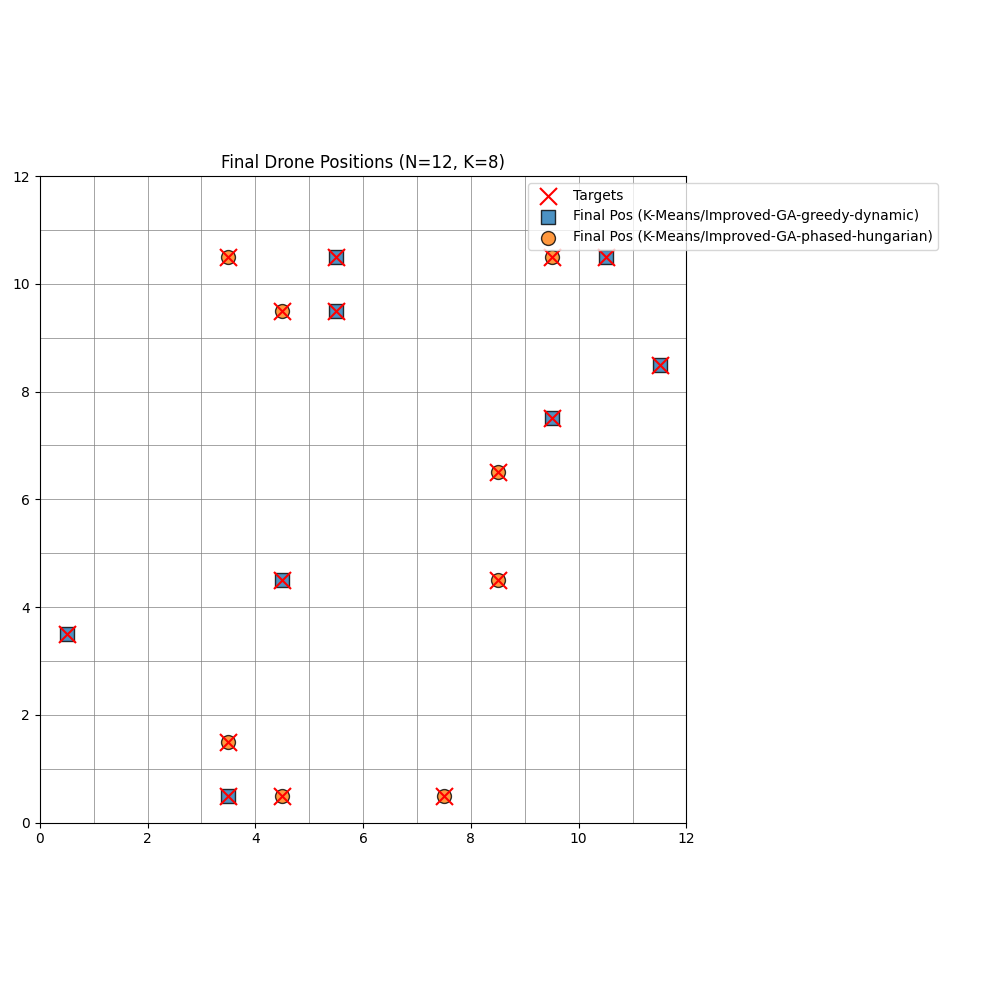 Final Drone Positions (N=12, K=8)
Targets
Final Pos (K-Means/Improved-GA-greedy-dynamic)
Final Pos (K-Means/Improved-GA-phased-hungarian)
12
10
8
6
4
2
0
0 2 4 6 8 10 12